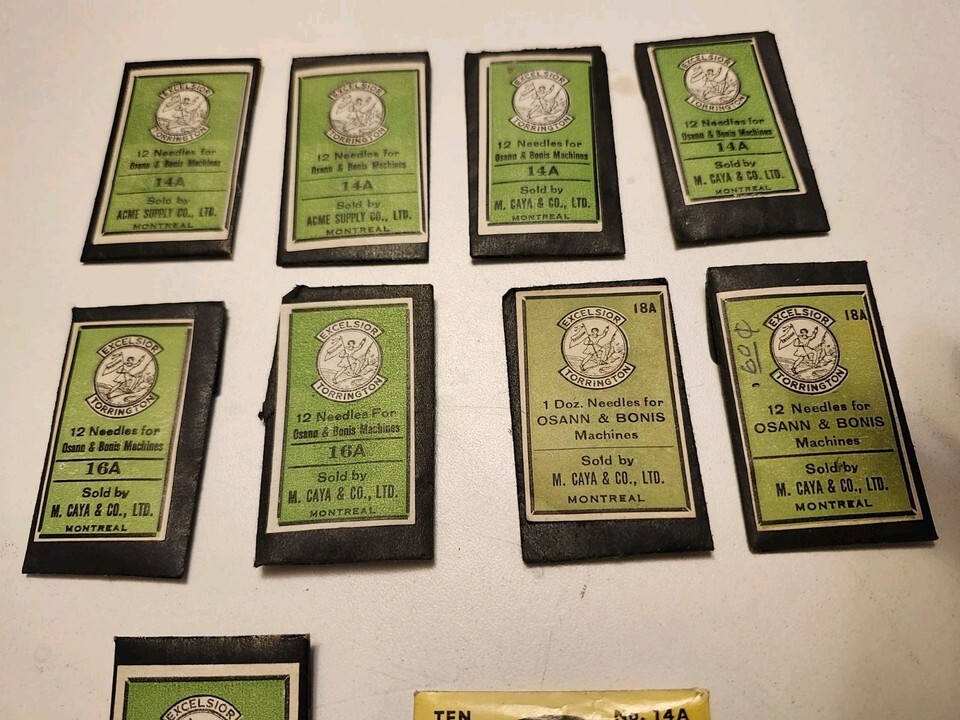 EXCELSIOR
TORRINGTON
12 Needles for
Osann & Bonis Machines
14A
Sold by
ACME SUPPLY CO., LTD.
MONTREAL
EXCELSIOR
TORRINGTON
12 Needles for
Osann & Bonis Machines
14A
Sold by
ACME SUPPLY CO., LTD.
MONTREAL
EXCELSIOR
TORRINGTON
12 Needles for
Osann & Bonis Machines
14A
Sold by
M. CAYA & CO., LTD.
MONTREAL
EXCELSIOR
TORRINGTON
12 Needles for
Osann & Bonis Machines
14A
Sold by
M. CAYA & CO. LTD.
MONTREAL
EXCELSIOR
TORRINGTON
12 Needles for
Osann & Bonis Machines
16A
Sold by
M. CAYA & CO., LTD.
MONTREAL
EXCELSIOR
TORRINGTON
12 Needles For
Osann & Bonis Machines
16A
Sold by
M. CAYA & CO., LTD.
MONTREAL
18A
EXCELSIOR
TORRINGTON
1 Doz. Needles for
OSANN & BONIS
Machines
Sold by
M. CAYA & CO., LTD.
MONTREAL
18A
EXCELSIOR
TORRINGTON
12 Needles for
OSANN & BONIS
Machines
Sold by
M. CAYA & CO., LTD.
MONTREAL
EXCELSIOR
TEN No. 14A